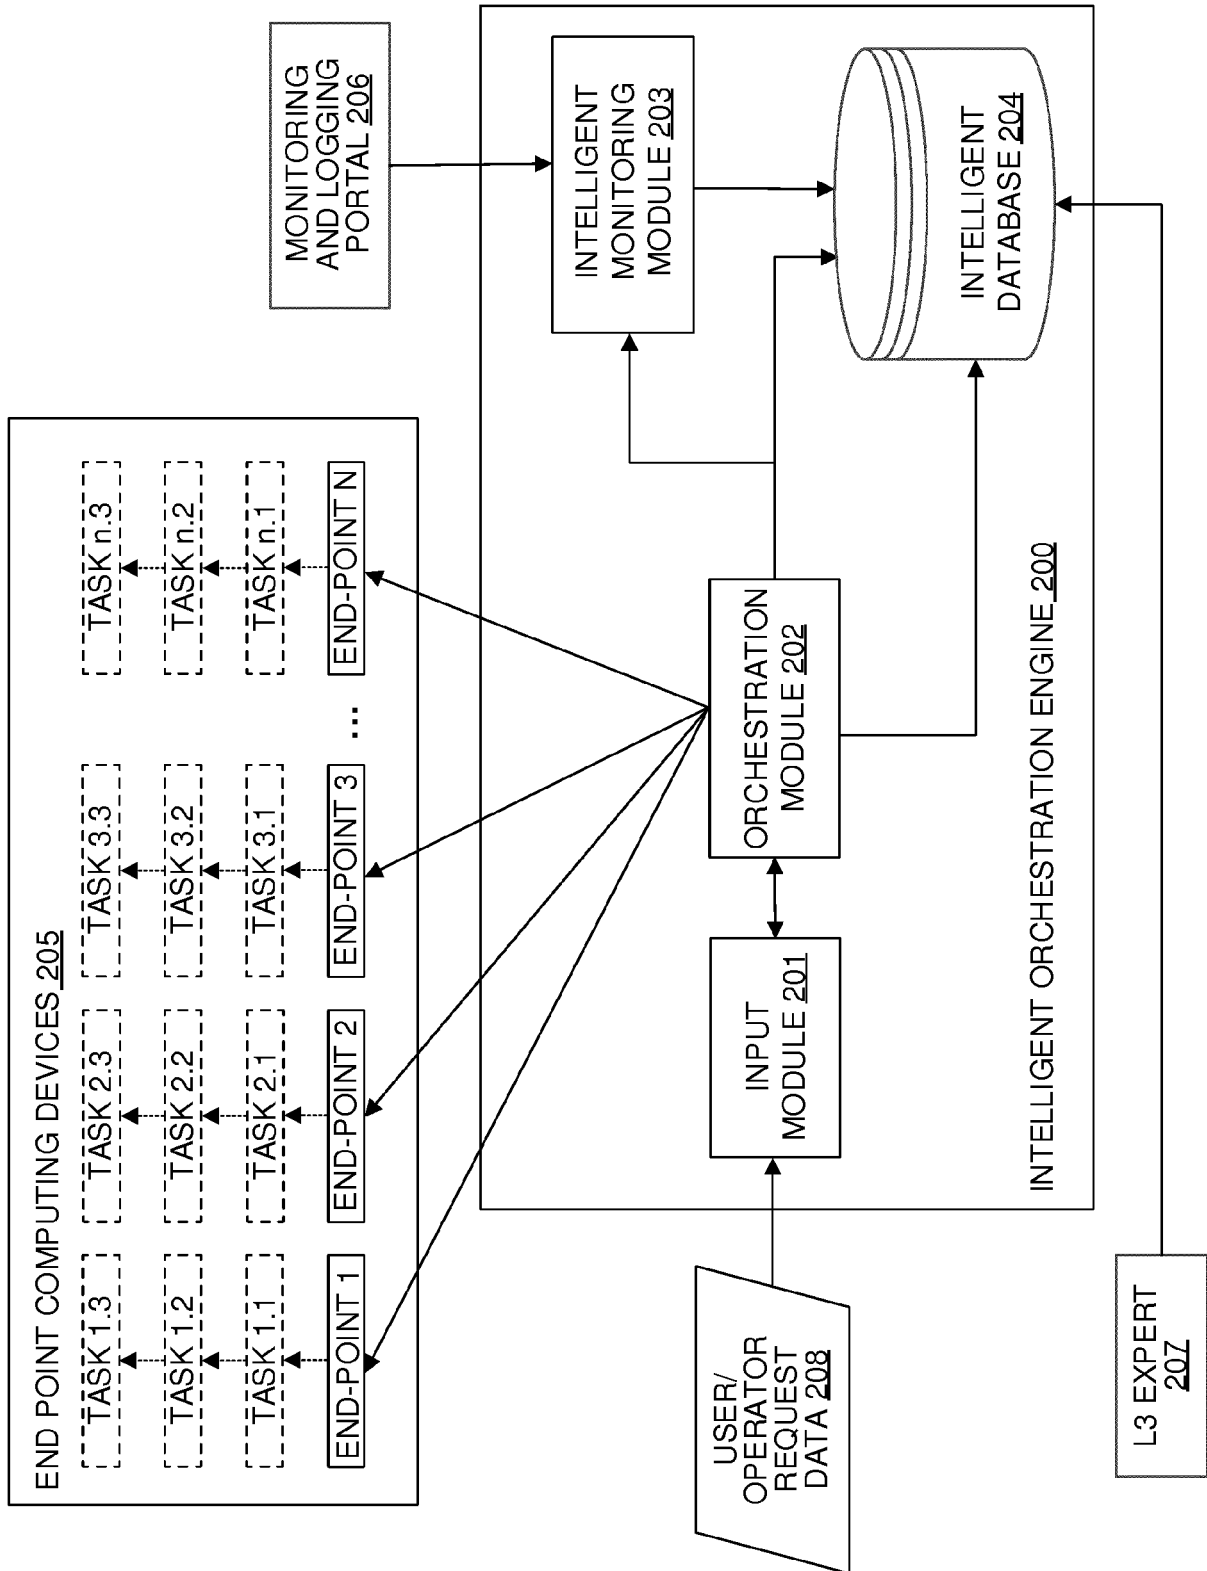 END POINT COMPUTING DEVICES 205
TASK 1.3
TASK 2.3
TASK 3.3
TASK n.3
TASK 1.2
TASK 2.2
TASK 3.2
TASK n.2
TASK 1.1
TASK 2.1
TASK 3.1
TASK n.1
END-POINT 1
END-POINT 2
END-POINT 3
...
END-POINT N
MONITORING
AND LOGGING
PORTAL 206
USER/
OPERATOR
REQUEST
DATA 208
INPUT
MODULE 201
ORCHESTRATION
MODULE 202
INTELLIGENT
MONITORING
MODULE 203
INTELLIGENT
DATABASE 204
INTELLIGENT ORCHESTRATION ENGINE 200
L3 EXPERT
207